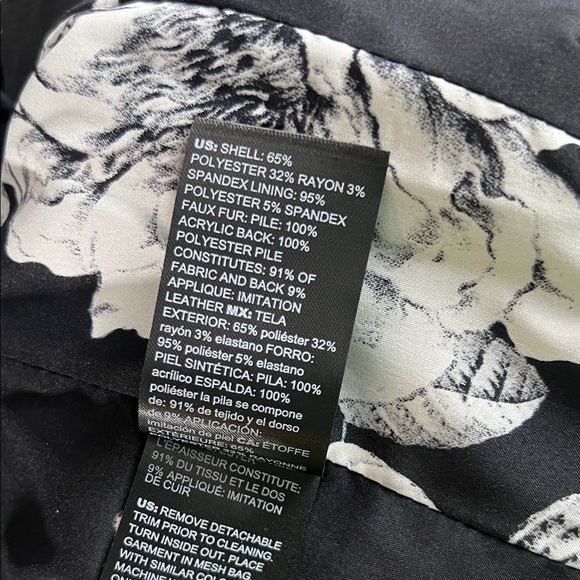 US: SHELL: 65%
POLYESTER 32% RAYON 3%
SPANDEX LINING: 95%
POLYESTER 5% SPANDEX
FAUX FUR: PILE: 100%
ACRYLIC BACK: 100%
POLYESTER PILE
CONSTITUTES: 91% OF
FABRIC AND BACK 9%
APPLIQUE: IMITATION
LEATHER MX: TELA
EXTERIOR: 65% poliéster 32%
rayón 3% elastano FORRO:
95% poliéster 5% elastano
PIEL SINTÉTICA: PILA: 100%
acrílico ESPALDA: 100%
poliéster la pila se compone
de: 91% de tejido y el dorso
de 9% APLICACIÓN:
imitación de piel CA: ÉTOFFE
EXTÉRIEURE: 65%
L'ÉPAISSEUR CONSTITUTE:
91% DU TISSU ET LE DOS
9% APPLIQUÉ: IMITATION
DE CUIR
US: REMOVE DETACHABLE
TRIM PRIOR TO CLEANING.
TURN INSIDE OUT. PLACE
GARMENT IN MESH BAG
WITH SIMILAR